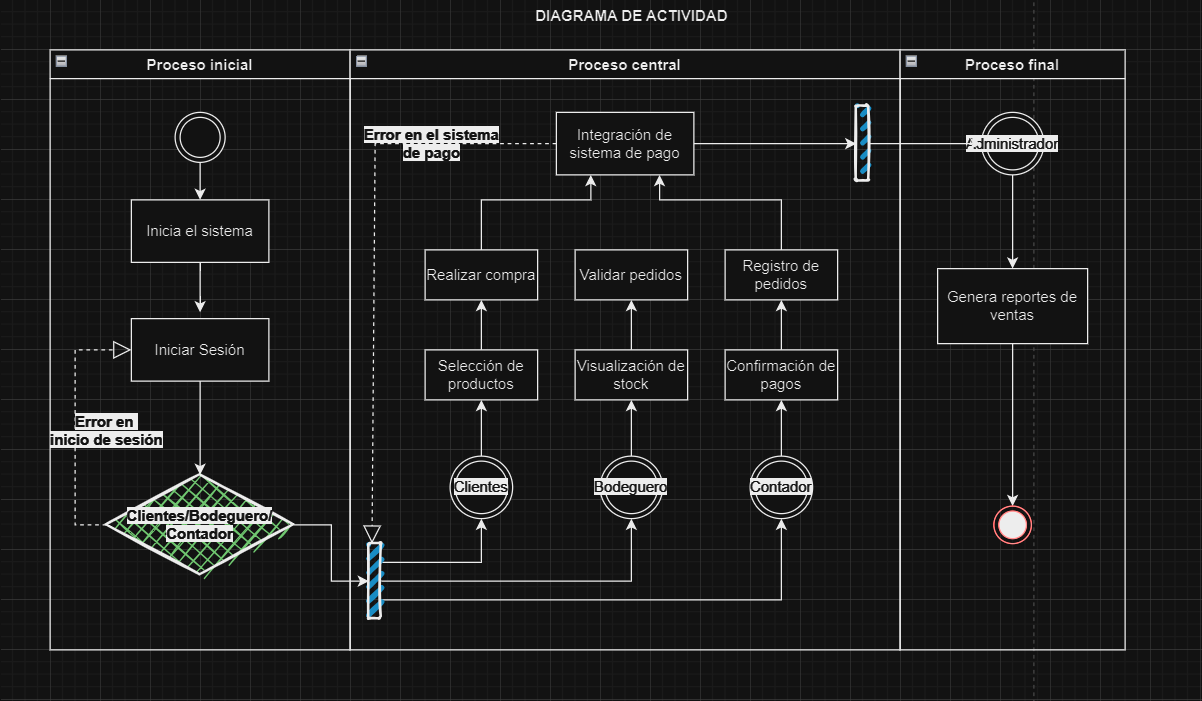 DIAGRAMA DE ACTIVIDAD
Proceso inicial
Inicia el sistema
Iniciar Sesión
Error en
inicio de sesión
Clientes/Bodeguero/
Contador
Proceso central
Error en el sistema
de pago
Integración de
sistema de pago
Realizar compra
Validar pedidos
Registro de
pedidos
Selección de
productos
Visualización de
stock
Confirmación de
pagos
Clientes
Bodeguero
Contador
Proceso final
Administrador
Genera reportes de
ventas